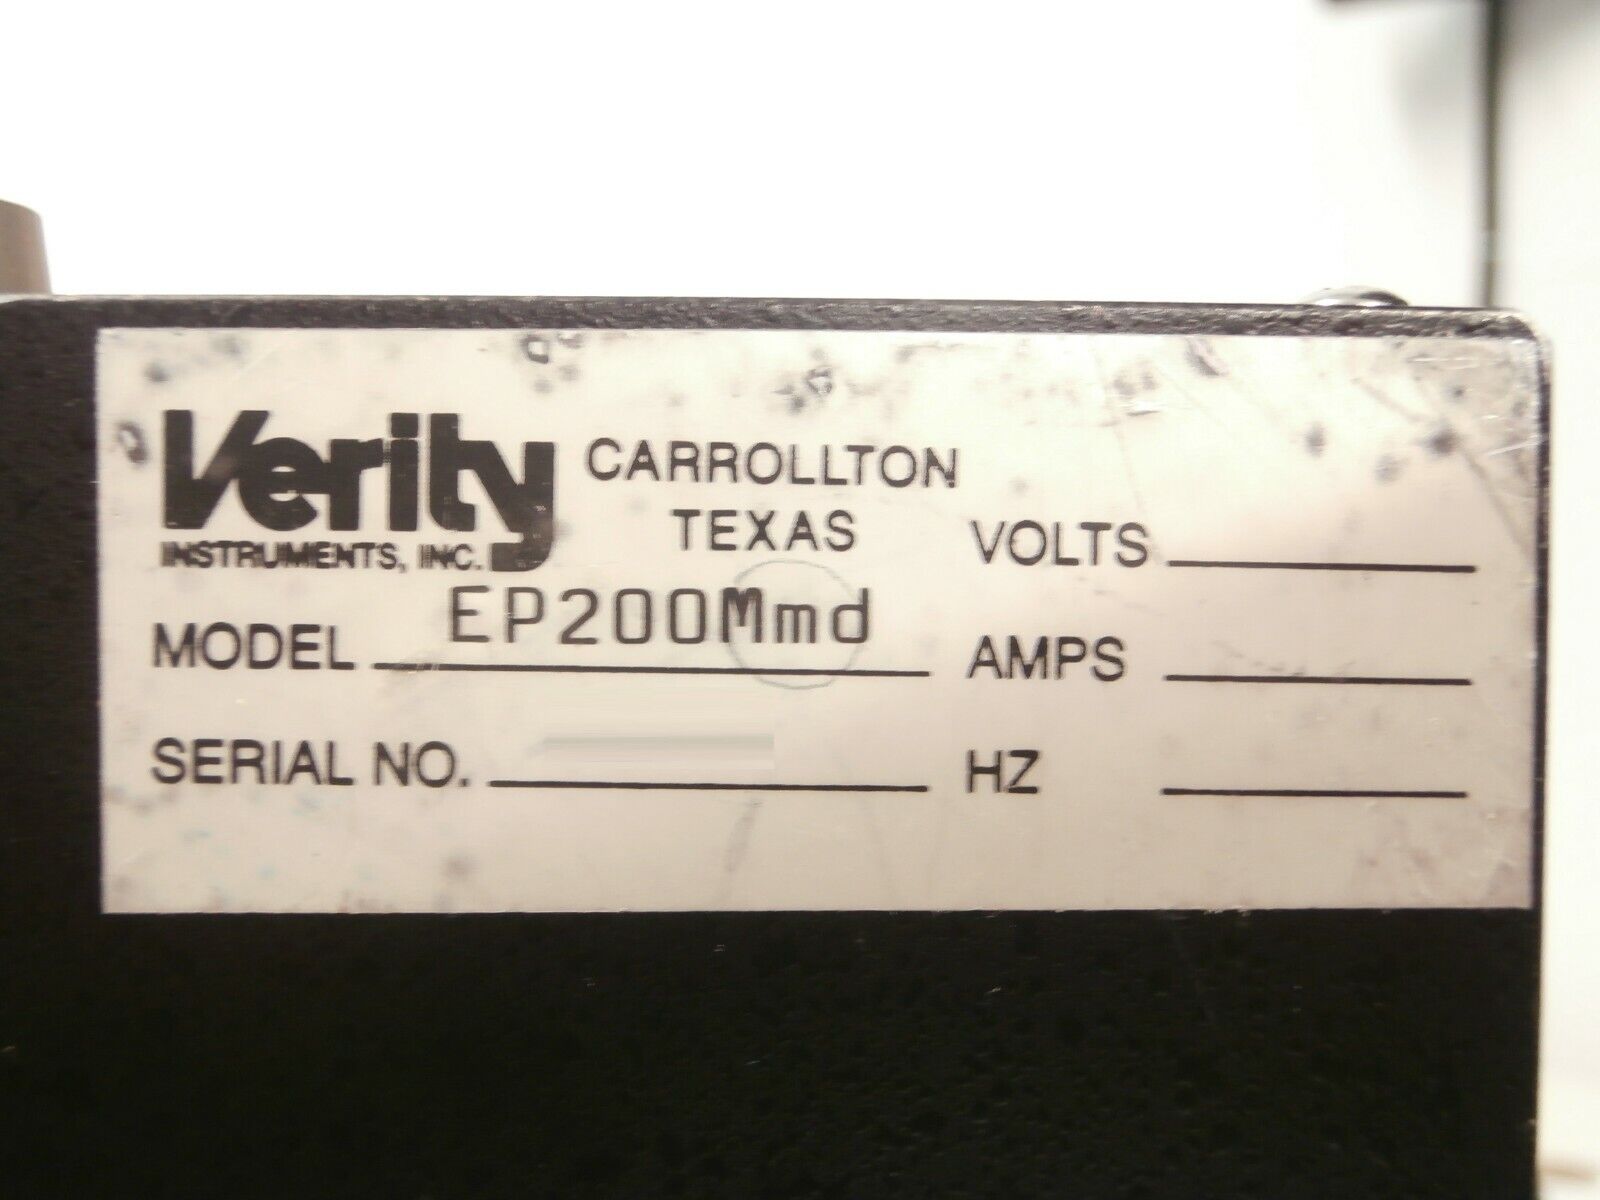 Verity
INSTRUMENTS, INC.
CARROLLTON
TEXAS
MODEL EP200Mmd
SERIAL NO.
VOLTS
AMPS
HZ